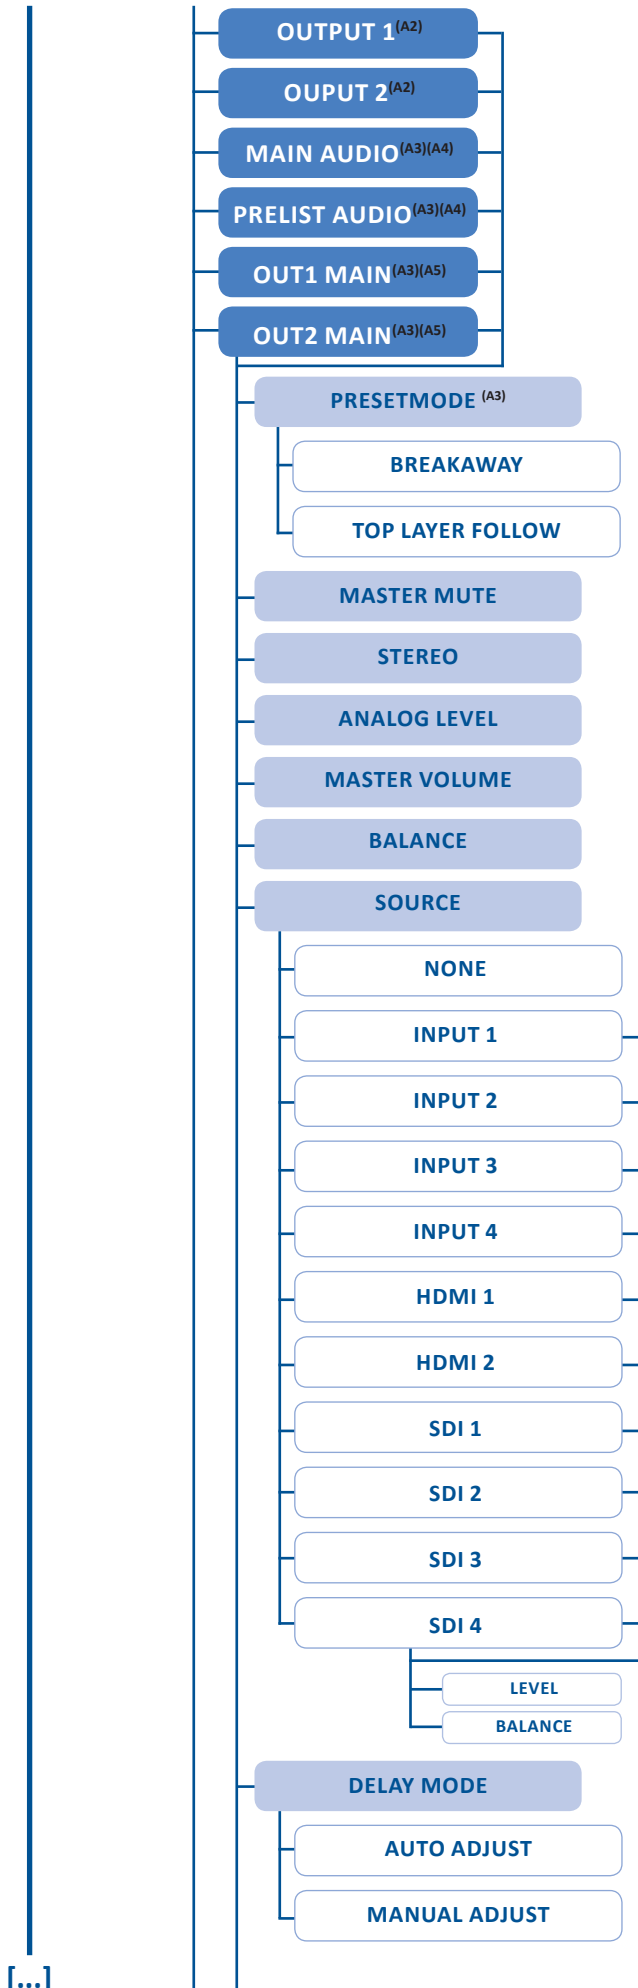 OUTPUT 1(A2)
OUPUT 2(A2)
MAIN AUDIO(A3)(A4)
PRELIST AUDIO(A3)(A4)
OUT1 MAIN(A3)(A5)
OUT2 MAIN(A3)(A5)
PRESETMODE (A3)
BREAKAWAY
TOP LAYER FOLLOW
MASTER MUTE
STEREO
ANALOG LEVEL
MASTER VOLUME
BALANCE
SOURCE
NONE
INPUT 1
INPUT 2
INPUT 3
INPUT 4
HDMI 1
HDMI 2
SDI 1
SDI 2
SDI 3
SDI 4
LEVEL
BALANCE
DELAY MODE
AUTO ADJUST
MANUAL ADJUST
[...]